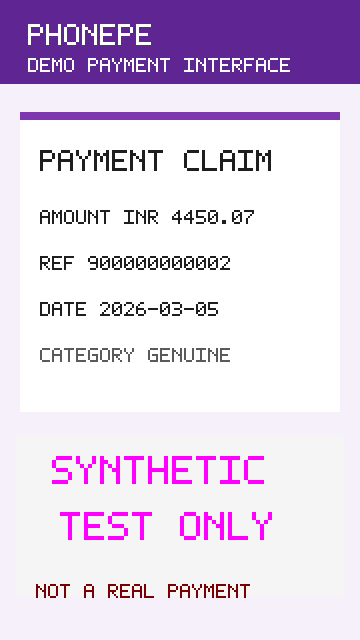 PHONEPE
DEMO PAYMENT INTERFACE
PAYMENT CLAIM
AMOUNT INR 4450.07
REF 900000000002
DATE 2026-03-05
CATEGORY GENUINE
SYNTHETIC
TEST ONLY
NOT A REAL PAYMENT